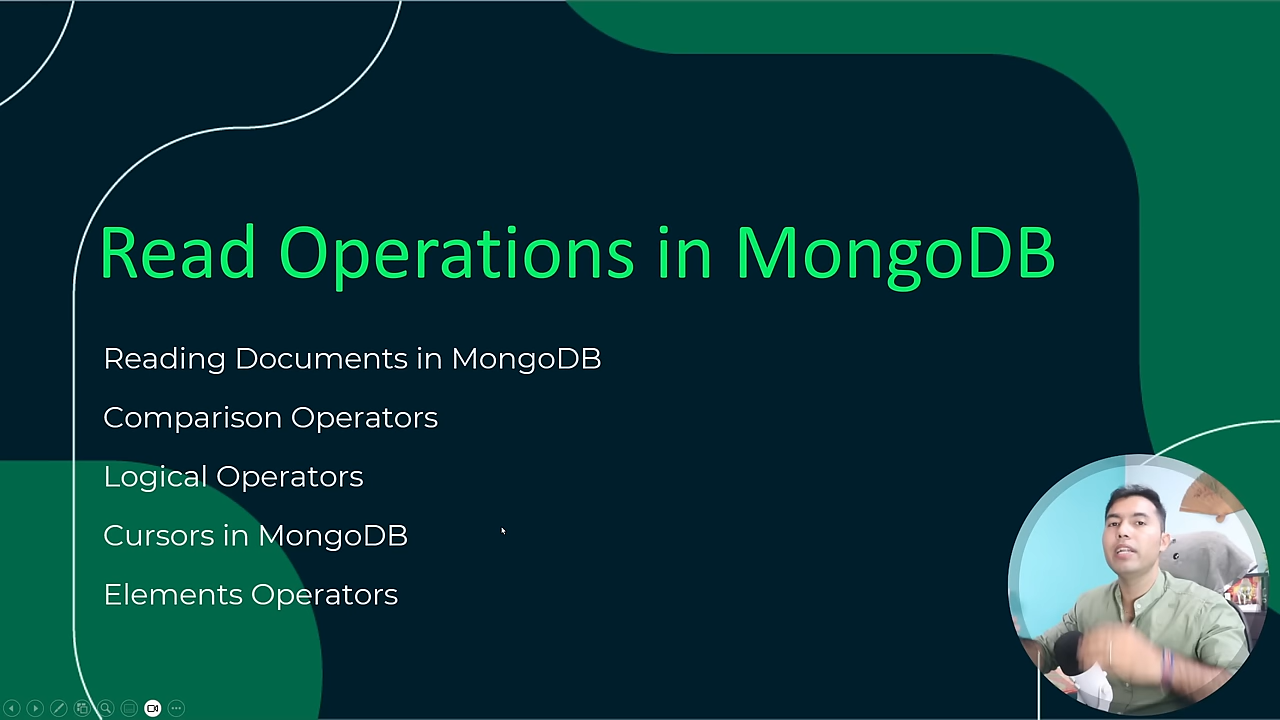 Read Operations in MongoDB
Reading Documents in MongoDB
Comparison Operators
Logical Operators
Cursors in MongoDB
Elements Operators